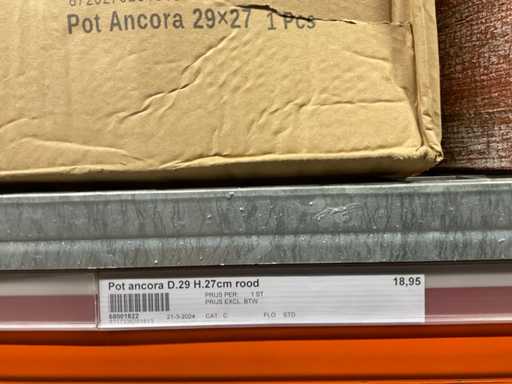 Pot Ancora 29×27 1 Pcs
Pot ancora D.29 H.27cm rood 18,95
PRIJS PER: 1 ST
PRIJS EXCL. BTW
68001822 21-3-2024 CAT. C FLO STD